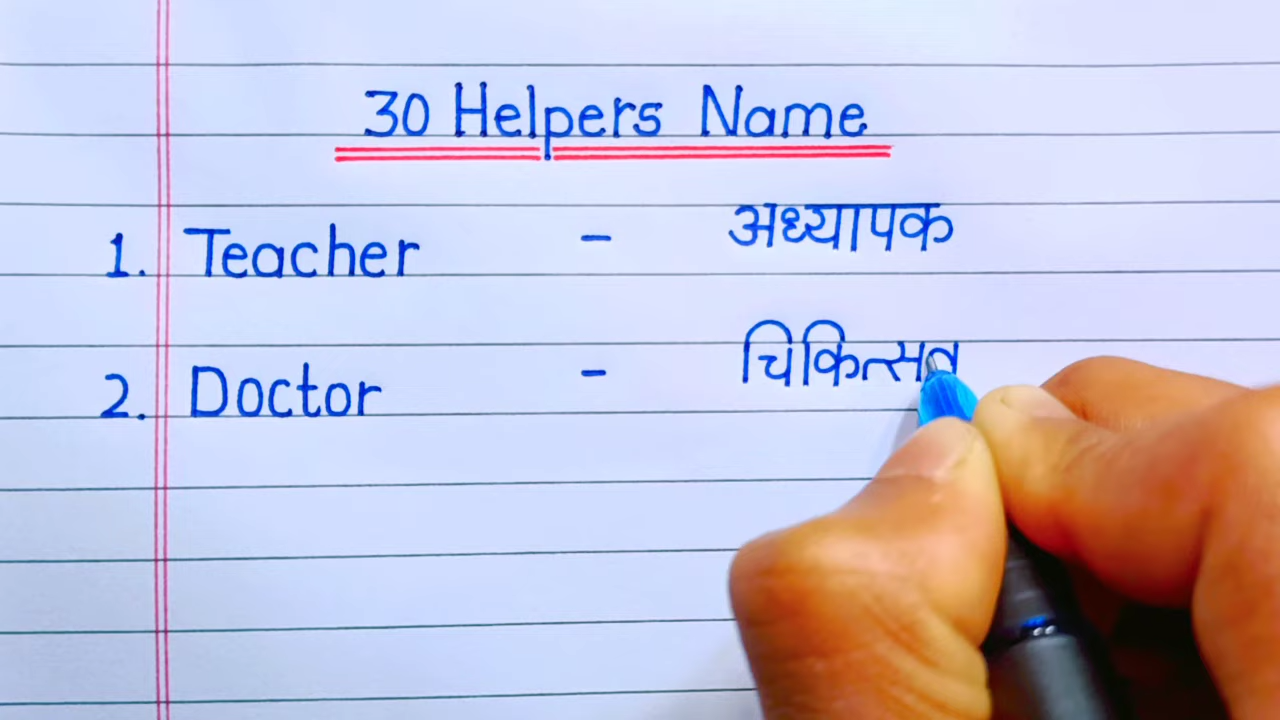 30 Helpers Name
1. Teacher - अध्यापक
2. Doctor -